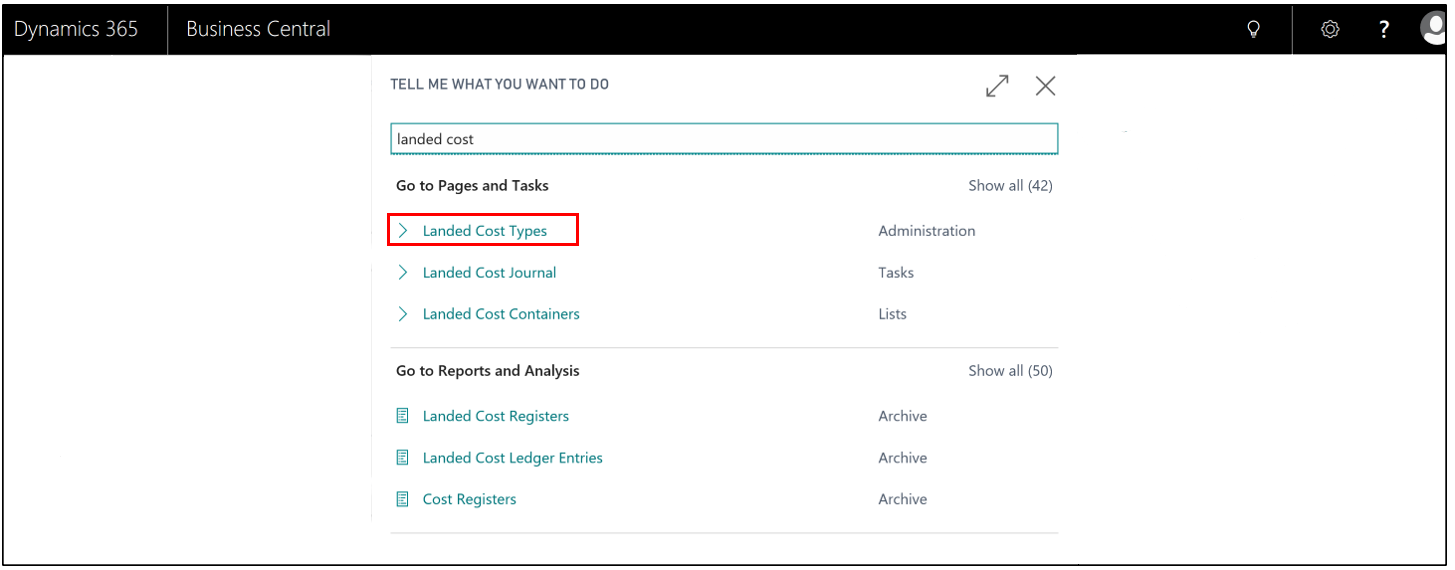 Dynamics 365 Business Central ?
TELL ME WHAT YOU WANT TO DO
landed cost
Go to Pages and Tasks Show all (42)
Landed Cost Types Administration
Landed Cost Journal Tasks
Landed Cost Containers Lists
Go to Reports and Analysis Show all (50)
Landed Cost Registers Archive
Landed Cost Ledger Entries Archive
Cost Registers Archive